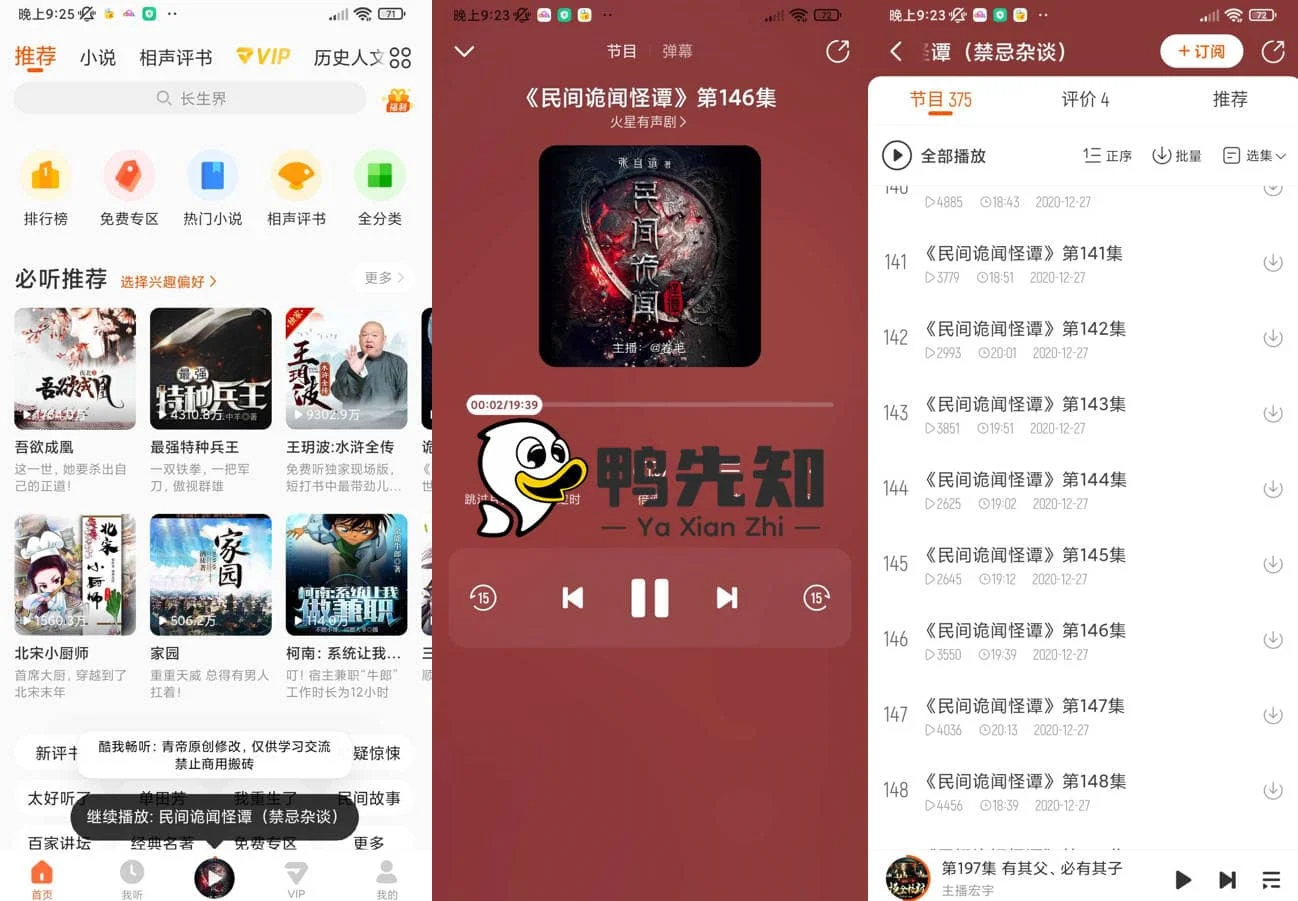 晚上9:25
71
推荐 小说 相声评书 VIP 历史人文
长生界
福利
排行榜 免费专区 热门小说 相声评书 全分类
必听推荐 选择兴趣偏好
更多
吾欲成凰
最强特种兵王
4310.8万
王玥波
水浒全传
9302.9万
吾欲成凰 最强特种兵王 王玥波:水浒全传
这一世,她要杀出自
己的正道!
一双铁拳,一把军
刀,傲视群雄
免费听独家现场版,
短打书中最带劲儿...
北宋小厨师
1560.3万
家园
506.2万
柯南:系统让我
做兼职
114.0万
北宋小厨师 家园 柯南:系统让我...
首席大厨,穿越到了
北宋末年
重重天威 总得有男人
扛着!
叮!宿主兼职“牛郎”
工作时长为12小时
新评书
疑惊悚
酷我畅听:青帝原创修改,仅供学习交流
禁止商用搬砖
太好听了 单田芳 我重生了 民间故事
继续播放: 民间诡闻怪谭(禁忌杂谈)
百家讲坛 经典名著 免费专区 更多
首页 我听 VIP 我的
晚上9:23
72
节目 弹幕
《民间诡闻怪谭》第146集
火星有声剧
张自道 著
民间诡闻
怪谭
主播:@卷毛
00:02/19:39
鸭先知
— Ya Xian Zhi —
15 15
晚上9:23
72
谭(禁忌杂谈)
+订阅
节目 375 评价 4 推荐
全部播放 正序 批量 选集
140
4885 18:43 2020-12-27
141 《民间诡闻怪谭》第141集
3779 18:51 2020-12-27
142 《民间诡闻怪谭》第142集
2993 20:01 2020-12-27
143 《民间诡闻怪谭》第143集
3851 19:51 2020-12-27
144 《民间诡闻怪谭》第144集
2625 19:02 2020-12-27
145 《民间诡闻怪谭》第145集
2645 19:12 2020-12-27
146 《民间诡闻怪谭》第146集
3550 19:39 2020-12-27
147 《民间诡闻怪谭》第147集
4036 20:13 2020-12-27
148 《民间诡闻怪谭》第148集
4456 18:39 2020-12-27
第197集 有其父、必有其子
主播宏宇